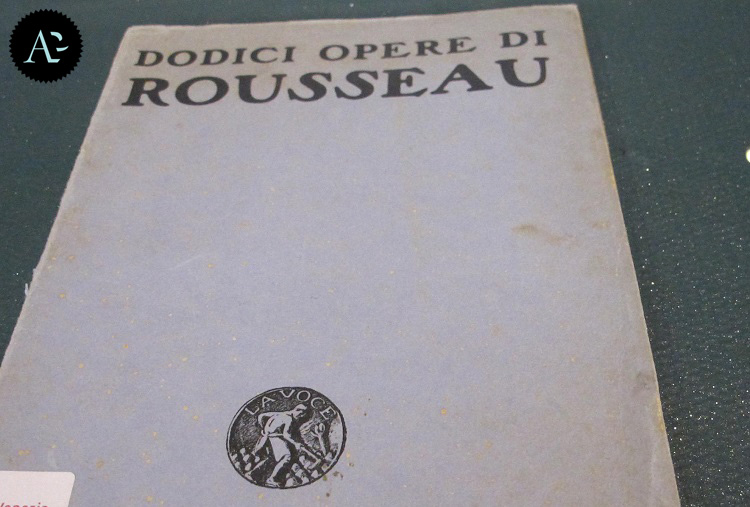 DODICI OPERE DI
ROUSSEAU
LA VOCE